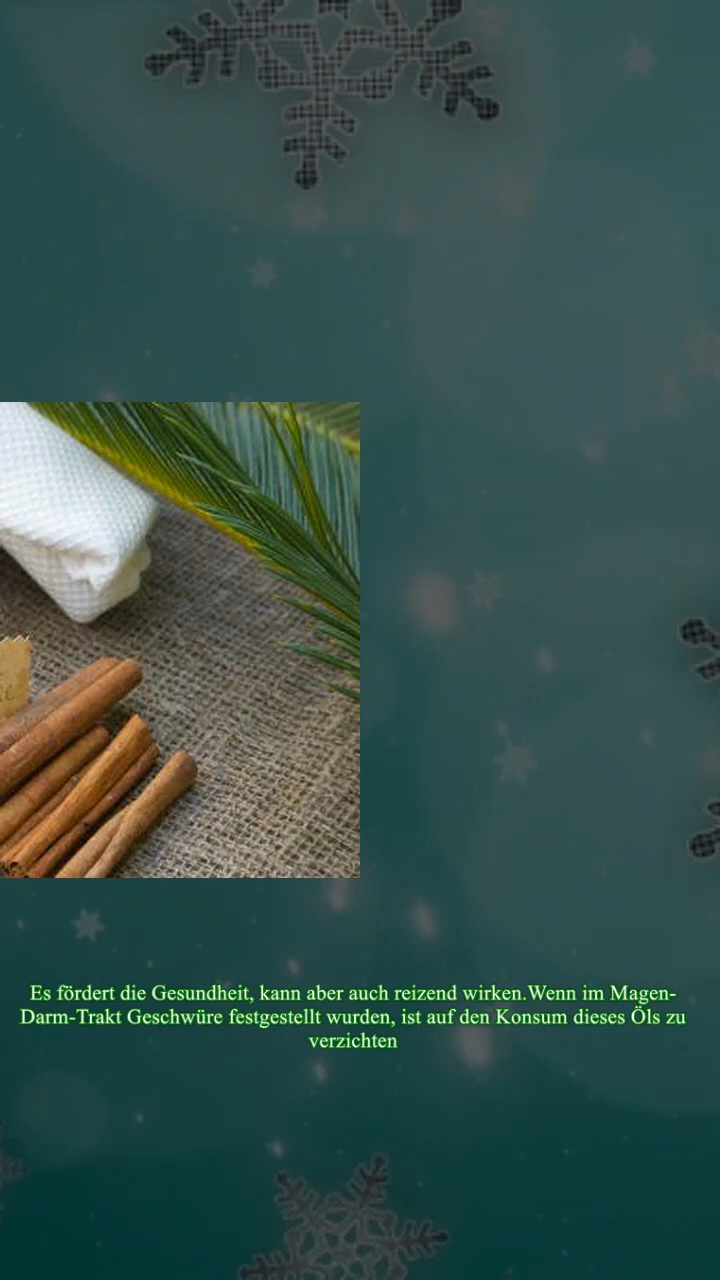 Es fördert die Gesundheit, kann aber auch reizend wirken.Wenn im Magen-
Darm-Trakt Geschwüre festgestellt wurden, ist auf den Konsum dieses Öls zu
verzichten